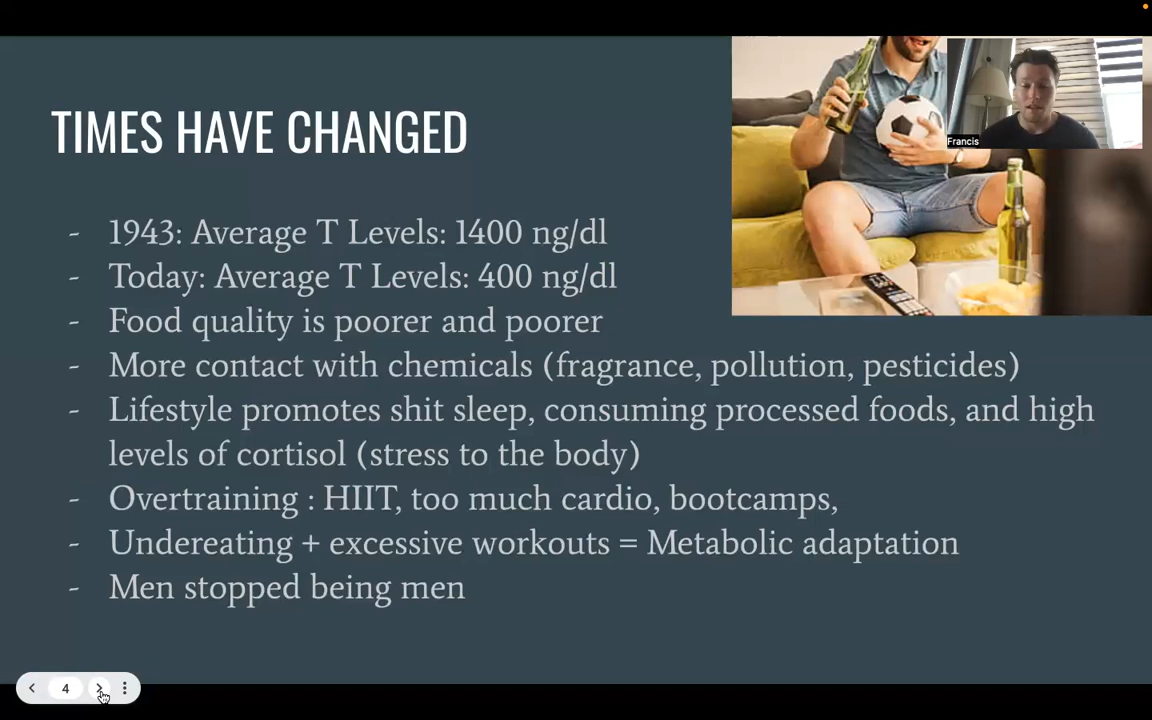 Francis
TIMES HAVE CHANGED
- 1943: Average T Levels: 1400 ng/dl
- Today: Average T Levels: 400 ng/dl
- Food quality is poorer and poorer
- More contact with chemicals (fragrance, pollution, pesticides)
- Lifestyle promotes shit sleep, consuming processed foods, and high
levels of cortisol (stress to the body)
- Overtraining : HIIT, too much cardio, bootcamps,
- Undereating + excessive workouts = Metabolic adaptation
- Men stopped being men
4